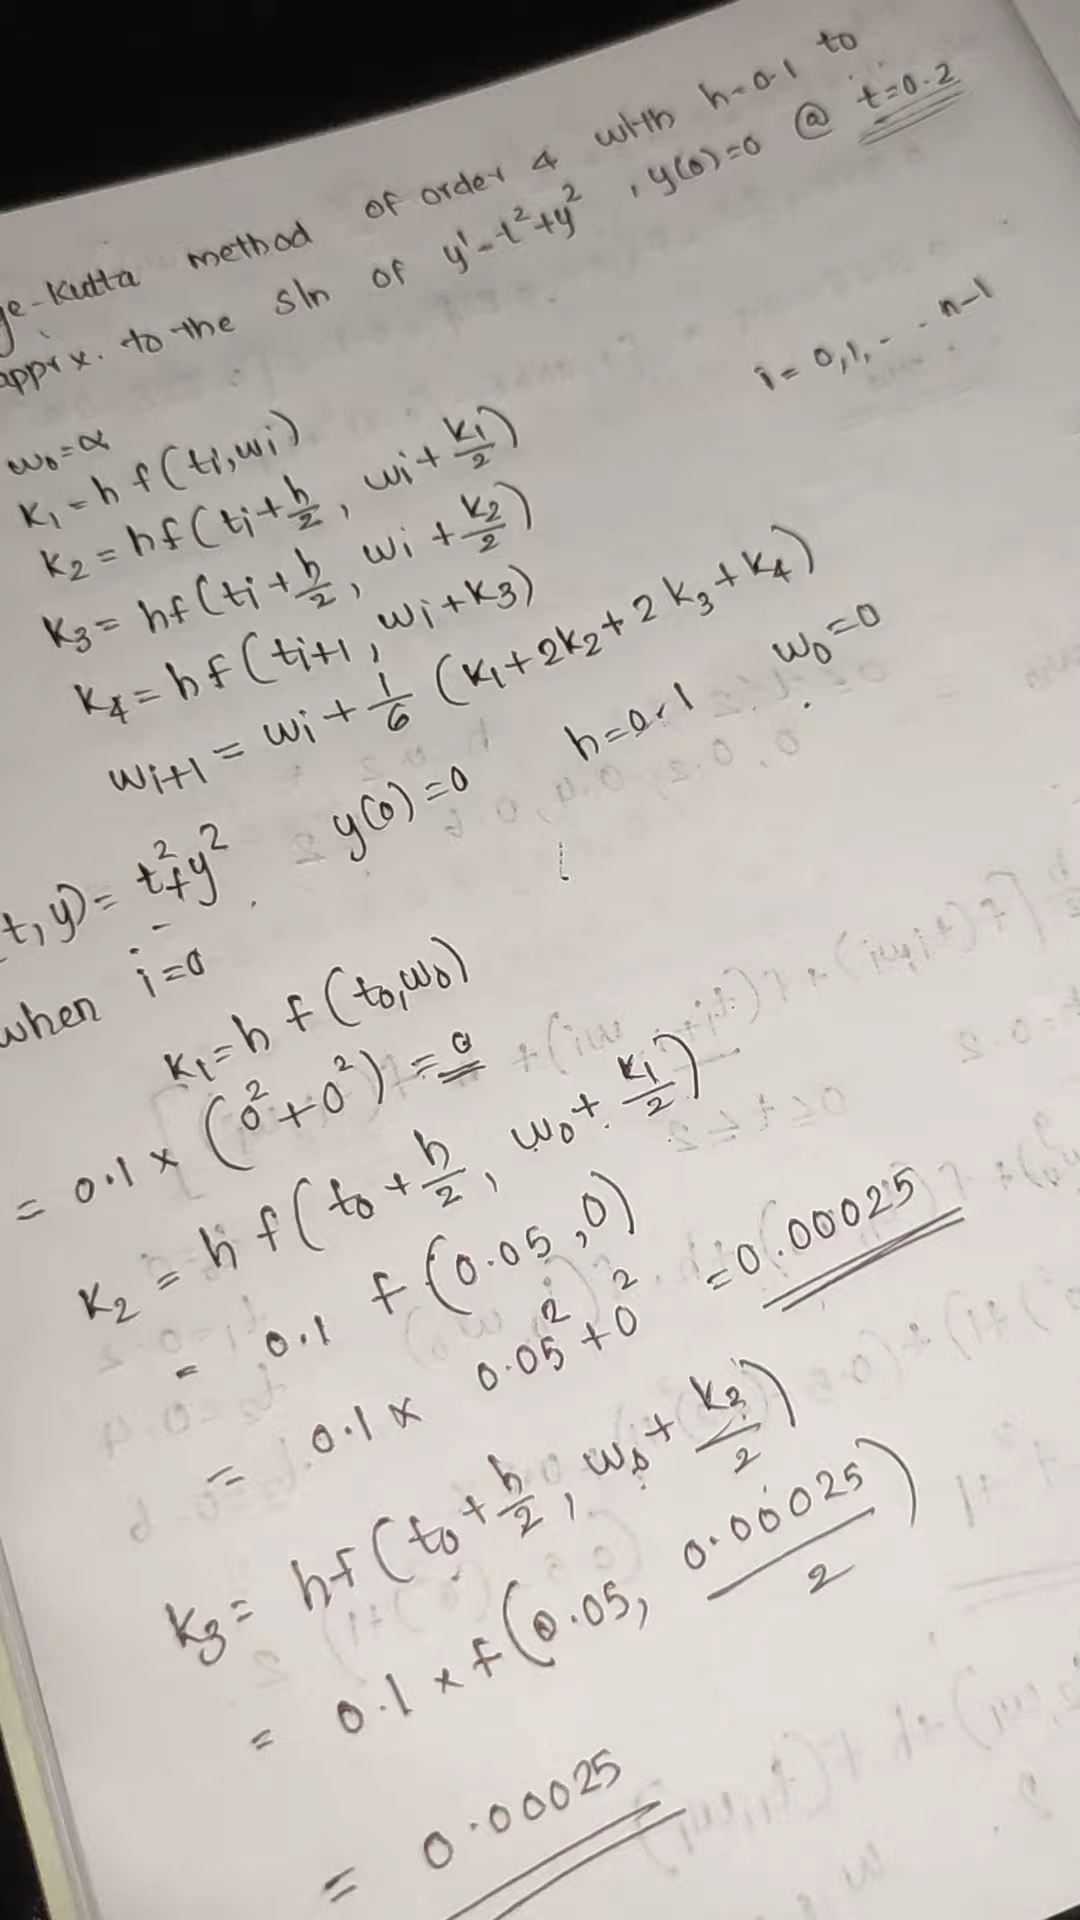 ge-Kutta method of order 4 with h=0.1 to
apprx. to the sln of y'=t²+y², y(0)=0 @ t=0.2
w₀=α
K₁=hf(ti,wi) i=0,1,-..n-1
K₂=hf(ti+h/2, wi+K₁/2)
K₃=hf(ti+h/2, wi+K₂/2)
K₄=hf(ti+1, wi+K₃)
wi+1=wi+1/6(K₁+2K₂+2K₃+K₄)
t,y)=t²+y² y(0)=0 h=0.1 w₀=0
when i=0
K₁=hf(t₀,w₀)
=0.1×(0²+0²)=0
K₂=hf(t₀+h/2, w₀+K₁/2)
=0.1 f(0.05,0)
=0.1× 0.05²+0² =0.00025
K₃=hf(t₀+h/2, w₀+K₂/2)
=0.1×f(0.05, 0.00025/2)
=0.00025